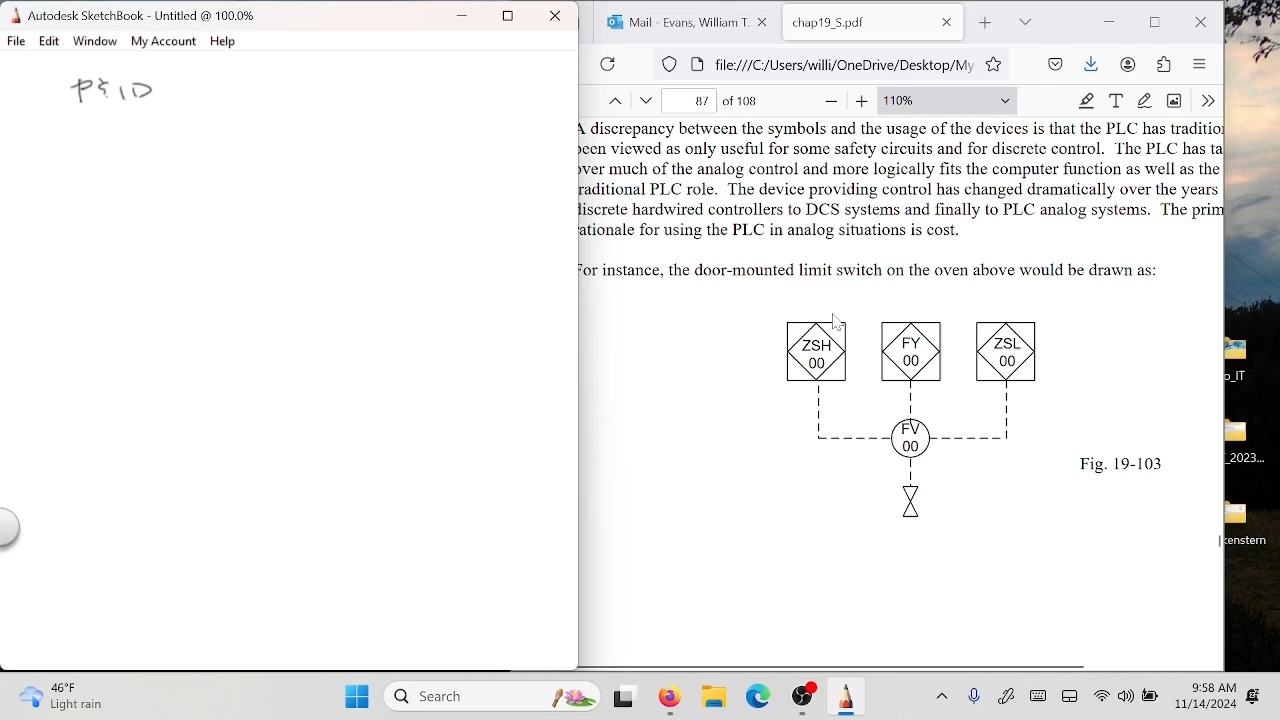 Autodesk SketchBook - Untitled @ 100.0%
File Edit Window My Account Help
P&ID
Mail - Evans, William T.
chap19_S.pdf
file:///C:/Users/willi/OneDrive/Desktop/My
87 of 108
110%
A discrepancy between the symbols and the usage of the devices is that the PLC has tradition
been viewed as only useful for some safety circuits and for discrete control. The PLC has ta
over much of the analog control and more logically fits the computer function as well as the
traditional PLC role. The device providing control has changed dramatically over the years
discrete hardwired controllers to DCS systems and finally to PLC analog systems. The prim
rationale for using the PLC in analog situations is cost.
For instance, the door-mounted limit switch on the oven above would be drawn as:
ZSH
00
FY
00
ZSL
00
FV
00
Fig. 19-103
o_IT
_2023...
kenstern
46°F
Light rain
Search
9:58 AM
11/14/2024